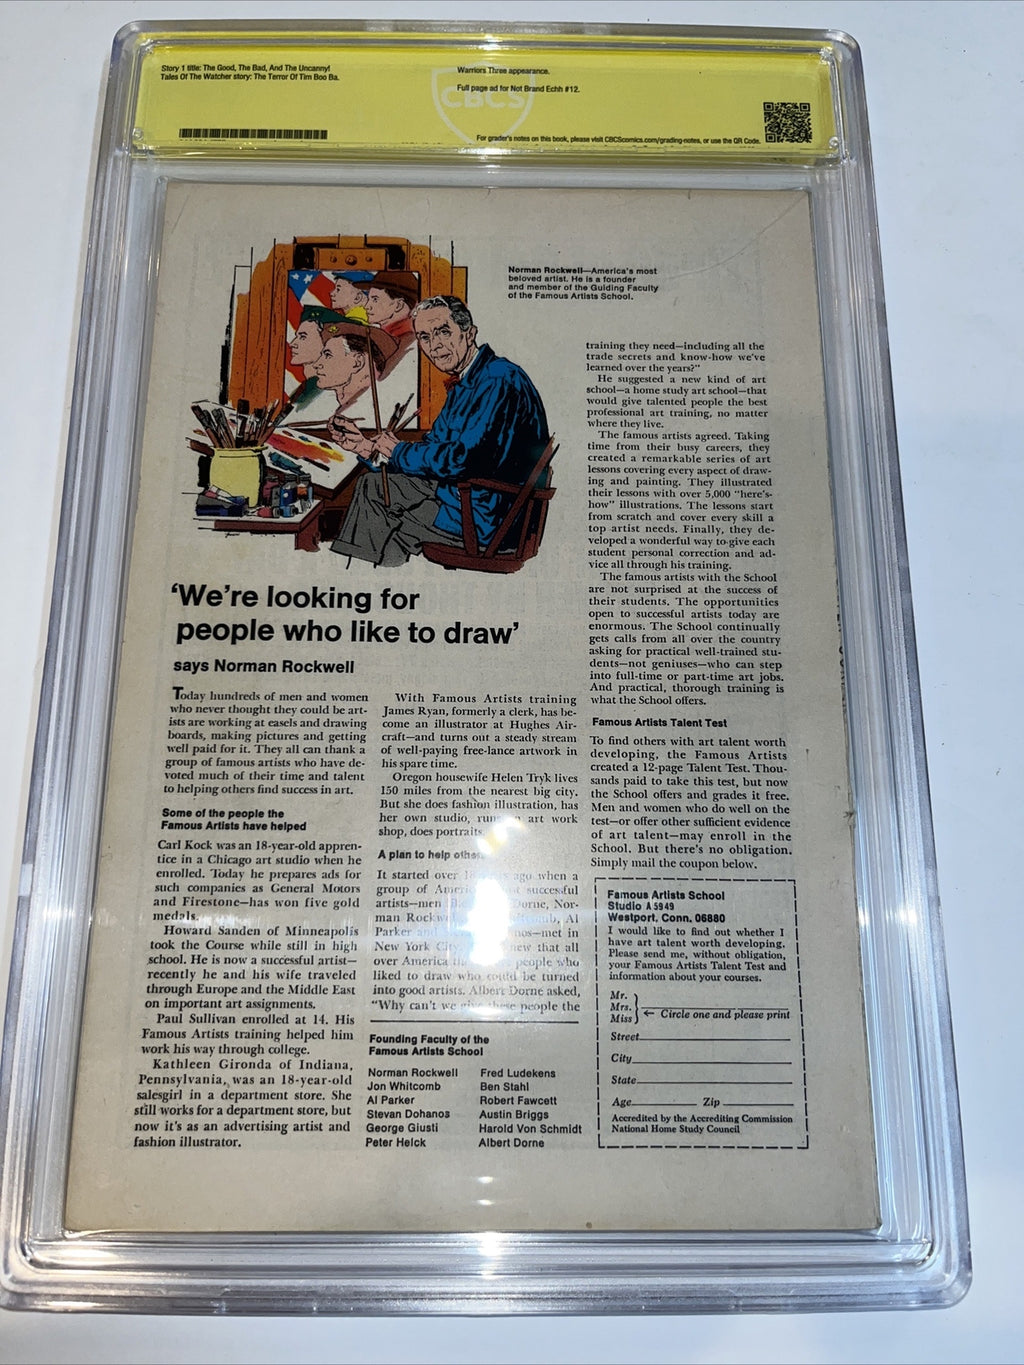 Story 1 title: The Good, The Bad, And The Uncanny!
Tales Of The Watcher story: The Terror Of Tim Boo Ba.
Warriors Three appearance.
Full page ad for Not Brand Echh #12.
CBCS
For grader's notes on this book, please visit CBCScomics.com/grading-notes, or use the QR Code.
Norman Rockwell—America's most
beloved artist. He is a founder
and member of the Guiding Faculty
of the Famous Artists School.
'We're looking for
people who like to draw'
says Norman Rockwell
Today hundreds of men and women
who never thought they could be art-
ists are working at easels and drawing
boards, making pictures and getting
well paid for it. They all can thank a
group of famous artists who have de-
voted much of their time and talent
to helping others find success in art.
Some of the people the
Famous Artists have helped
Carl Kock was an 18-year-old appren-
tice in a Chicago art studio when he
enrolled. Today he prepares ads for
such companies as General Motors
and Firestone—has won five gold
medals.
Howard Sanden of Minneapolis
took the Course while still in high
school. He is now a successful artist—
recently he and his wife traveled
through Europe and the Middle East
on important art assignments.
Paul Sullivan enrolled at 14. His
Famous Artists training helped him
work his way through college.
Kathleen Gironda of Indiana,
Pennsylvania, was an 18-year-old
salesgirl in a department store. She
still works for a department store, but
now it's as an advertising artist and
fashion illustrator.
With Famous Artists training
James Ryan, formerly a clerk, has be-
come an illustrator at Hughes Air-
craft—and turns out a steady stream
of well-paying free-lance artwork in
his spare time.
Oregon housewife Helen Tryk lives
150 miles from the nearest big city.
But she does fashion illustration, has
her own studio, runs an art work
shop, does portraits.
A plan to help others
It started over ago when a
group of successful
artists—men Dorne, Nor-
man Rockwell Al
Parker and met in
New York City. that all
over America people who
liked to draw who could be turned
into good artists. Albert Dorne asked,
"Why can't we give these people the
Founding Faculty of the
Famous Artists School
Norman Rockwell
Jon Whitcomb
Al Parker
Stevan Dohanos
George Giusti
Peter Helck
Fred Ludekens
Ben Stahl
Robert Fawcett
Austin Briggs
Harold Von Schmidt
Albert Dorne
training they need—including all the
trade secrets and know-how we've
learned over the years?"
He suggested a new kind of art
school—a home study art school—that
would give talented people the best
professional art training, no matter
where they live.
The famous artists agreed. Taking
time from their busy careers, they
created a remarkable series of art
lessons covering every aspect of draw-
ing and painting. They illustrated
their lessons with over 5,000 "here's-
how" illustrations. The lessons start
from scratch and cover every skill a
top artist needs. Finally, they de-
veloped a wonderful way to give each
student personal correction and ad-
vice all through his training.
The famous artists with the School
are not surprised at the success of
their students. The opportunities
open to successful artists today are
enormous. The School continually
gets calls from all over the country
asking for practical well-trained stu-
dents—not geniuses—who can step
into full-time or part-time art jobs.
And practical, thorough training is
what the School offers.
Famous Artists Talent Test
To find others with art talent worth
developing, the Famous Artists
created a 12-page Talent Test. Thou-
sands paid to take this test, but now
the School offers and grades it free.
Men and women who do well on the
test—or offer other sufficient evidence
of art talent—may enroll in the
School. But there's no obligation.
Simply mail the coupon below.
Famous Artists School
Studio A5949
Westport, Conn. 06880
I would like to find out whether I
have art talent worth developing.
Please send me, without obligation,
your Famous Artists Talent Test and
information about your courses.
Mr.
Mrs.
Miss ← Circle one and please print
Street
City
State
Age Zip
Accredited by the Accrediting Commission
National Home Study Council